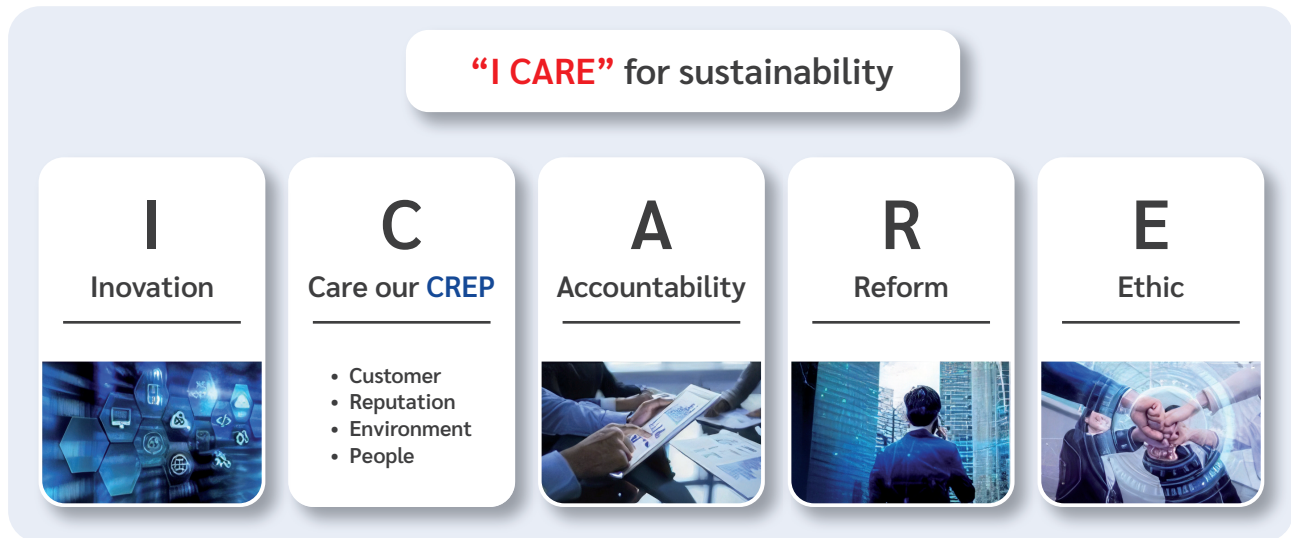 “I CARE” for sustainability
I
Inovation
C
Care our CREP
• Customer
• Reputation
• Environment
• People
A
Accountability
R
Reform
E
Ethic